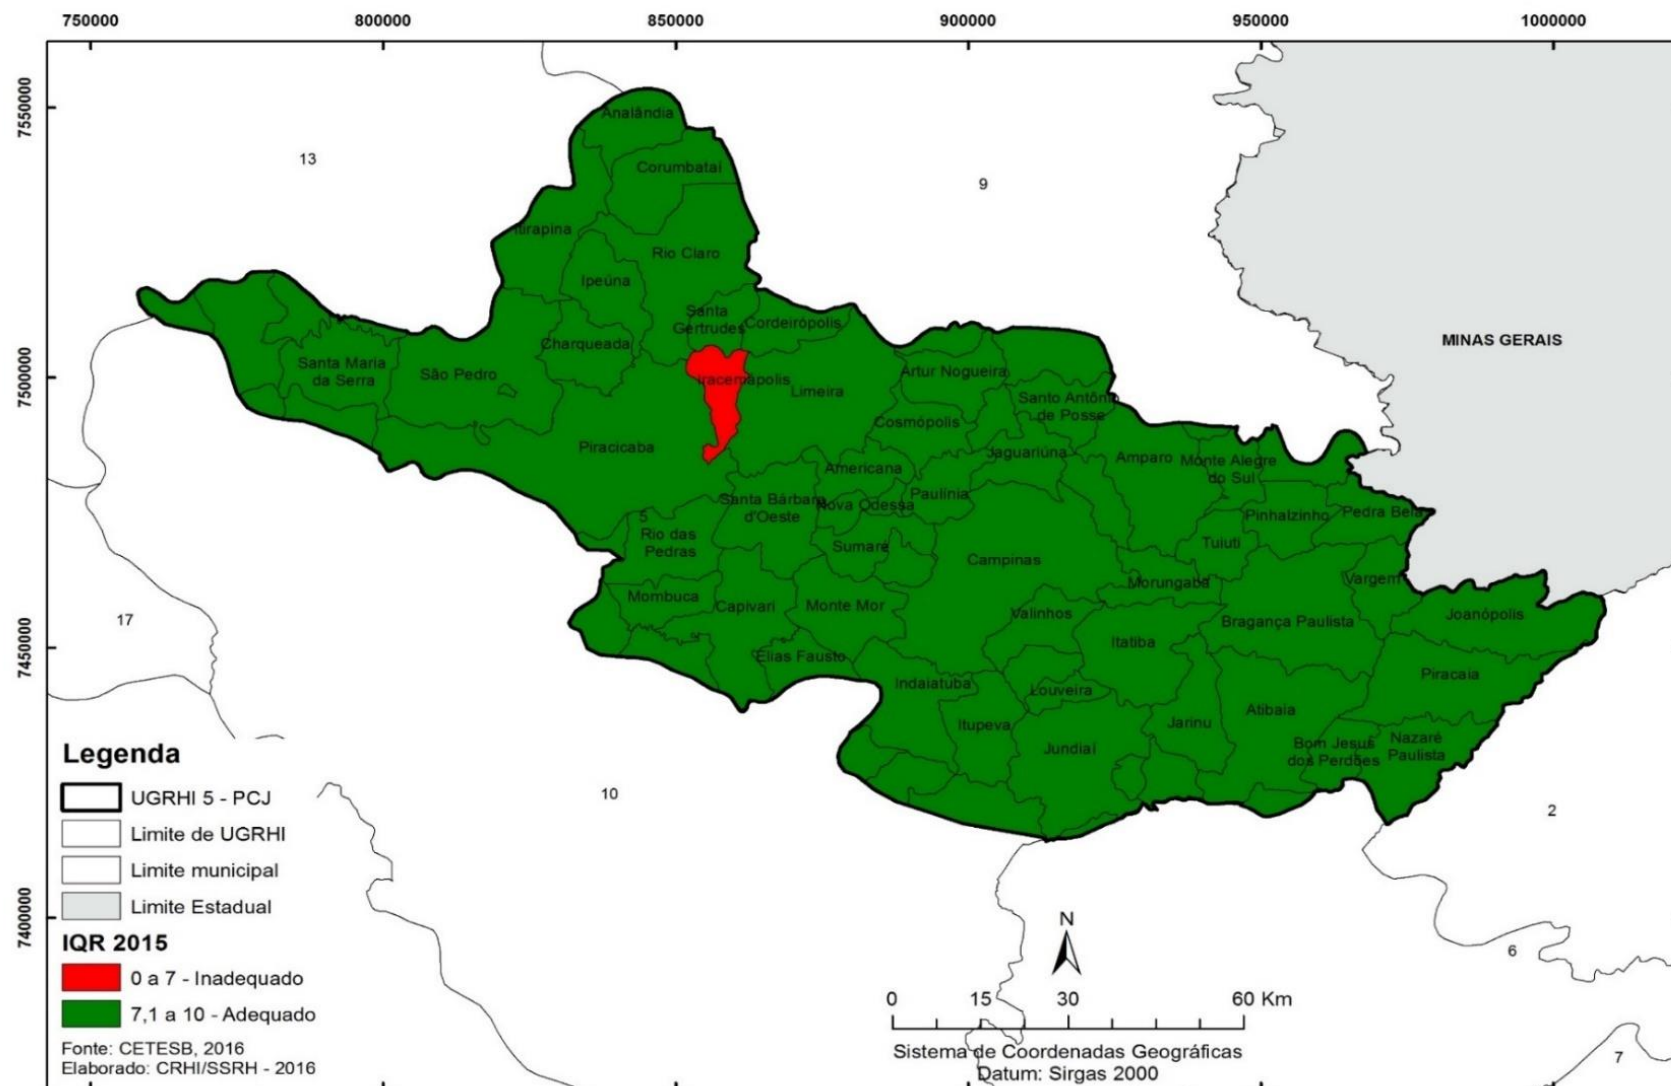 750000
800000
850000
900000
950000
1000000
7550000
7500000
7450000
7400000
13
9
Analândia
Corumbataí
Itirapina
Rio Claro
Ipeúna
Santa
Gertrudes
Cordeirópolis
Charqueada
MINAS GERAIS
Santa Maria
da Serra
São Pedro
Iracemápolis
Limeira
Artur Nogueira
Santo Antônio
de Posse
Cosmópolis
Piracicaba
Jaguariúna
Amparo
Monte Alegre
do Sul
Americana
Paulínia
Santa Bárbara
d'Oeste
Nova Odessa
Pinhalzinho
Pedra Bela
5
Rio das
Pedras
Sumaré
Tuiuti
Campinas
Morungaba
Vargem
Mombuca
Capivari
Monte Mor
Valinhos
Bragança Paulista
Joanópolis
17
Itatiba
Elias Fausto
Indaiatuba
Louveira
Piracaia
Itupeva
Jarinu
Atibaia
Jundiaí
Bom Jesus
dos Perdões
Nazaré
Paulista
10
2
6
7
Legenda
UGRHI 5 - PCJ
Limite de UGRHI
Limite municipal
Limite Estadual
IQR 2015
0 a 7 - Inadequado
7,1 a 10 - Adequado
Fonte: CETESB, 2016
Elaborado: CRHI/SSRH - 2016
N
0 15 30 60 Km
Sistema de Coordenadas Geográficas
Datum: Sirgas 2000